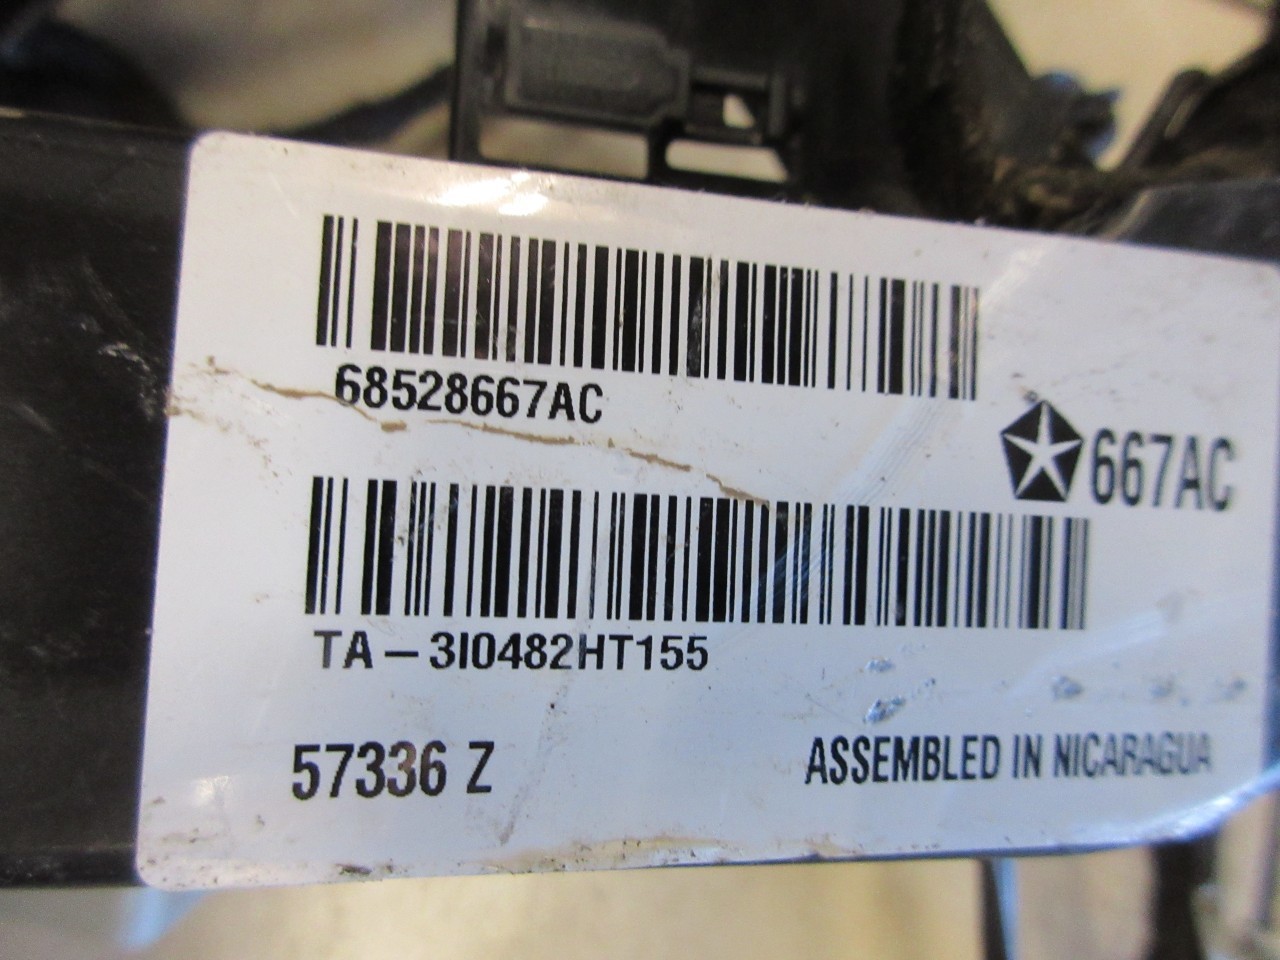 68528667AC
667AC
TA-3I0482HT155
57336 Z
ASSEMBLED IN NICARAGUA